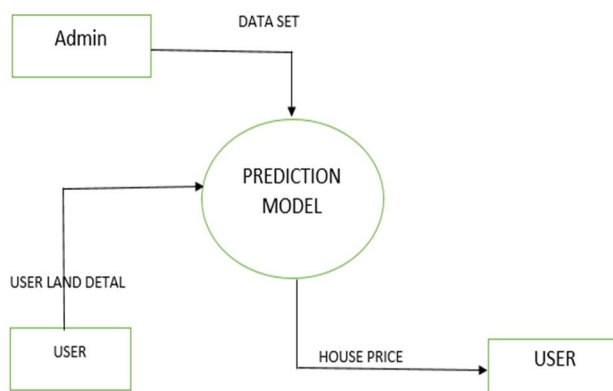 DATA SET
Admin
PREDICTION
MODEL
USER LAND DETAL
USER
HOUSE PRICE
USER